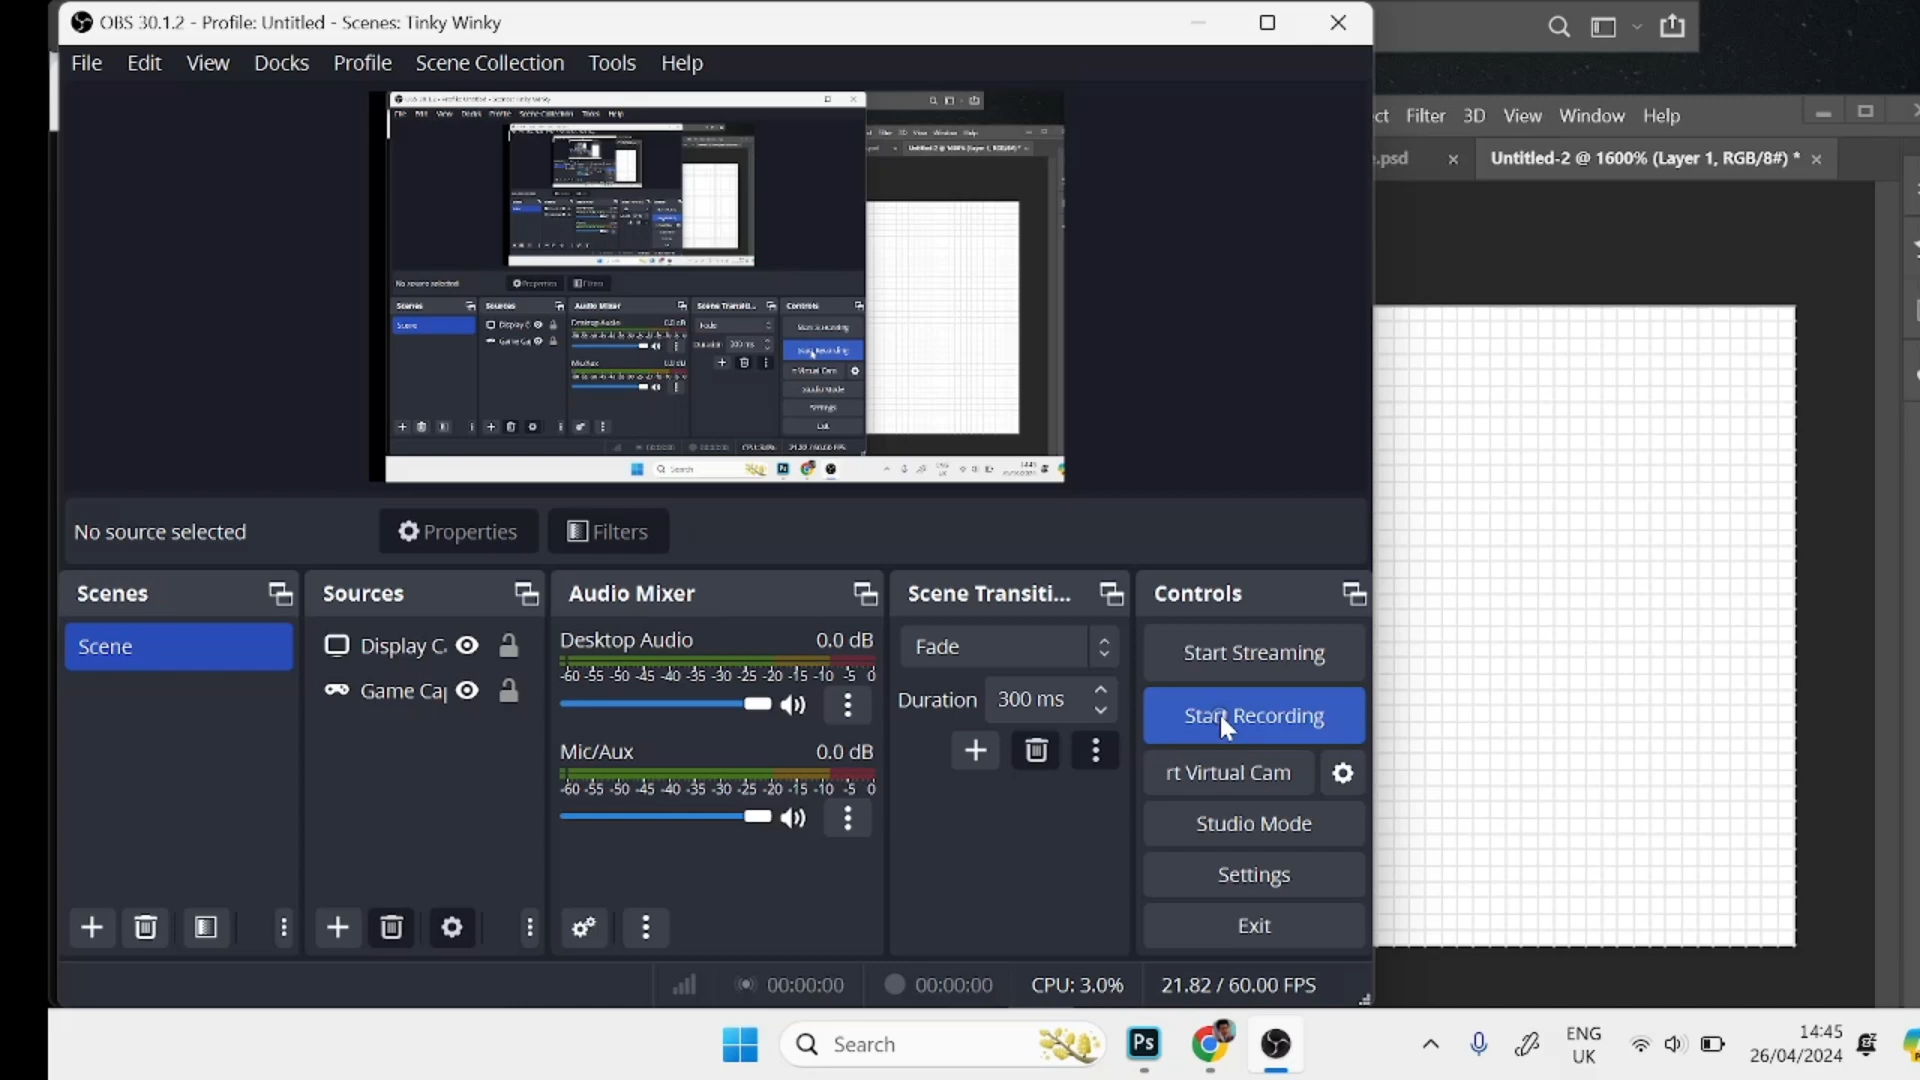 OBS 30.1.2 - Profile: Untitled - Scenes: Tinky Winky
File Edit View Docks Profile Scene Collection Tools Help
ct Filter 3D View Window Help
.psd
Untitled-2 @ 1600% (Layer 1, RGB/8#) *
No source selected
Properties
Filters
Scenes
Sources
Audio Mixer
Scene Transiti...
Controls
Scene
Display C.
Game Ca
Desktop Audio 0.0 dB
-60 -55 -50 -45 -40 -35 -30 -25 -20 -15 -10 -5 0
Mic/Aux 0.0 dB
-60 -55 -50 -45 -40 -35 -30 -25 -20 -15 -10 -5 0
Fade
Duration 300 ms
Start Streaming
Start Recording
rt Virtual Cam
Studio Mode
Settings
Exit
00:00:00
00:00:00
CPU: 3.0%
21.82 / 60.00 FPS
Ps
Search
ENG
UK
14:45
26/04/2024